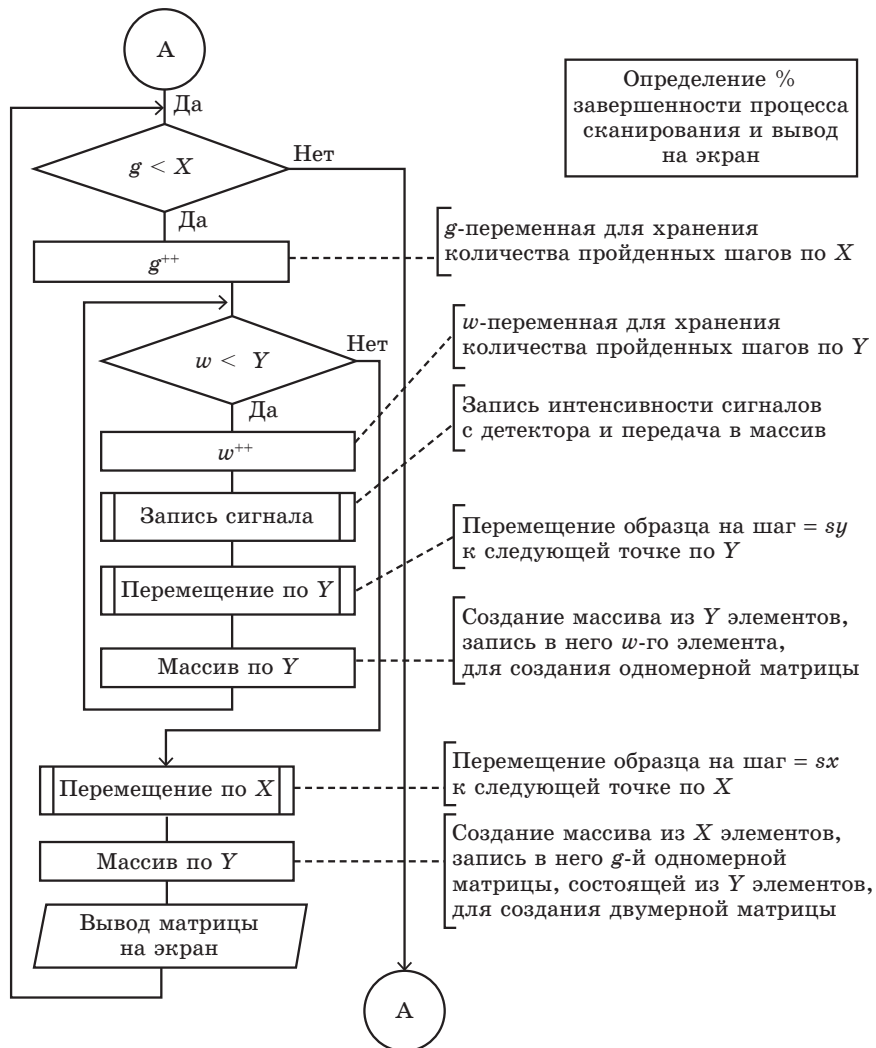 А
Да
Определение %
завершенности процесса
сканирования и вывод
на экран
g < X
Нет
Да
g++
g-переменная для хранения
количества пройденных шагов по X
w < Y
Нет
w-переменная для хранения
количества пройденных шагов по Y
Да
w++
Запись интенсивности сигналов
с детектора и передача в массив
Запись сигнала
Перемещение по Y
Перемещение образца на шаг = sy
к следующей точке по Y
Массив по Y
Создание массива из Y элементов,
запись в него w-го элемента,
для создания одномерной матрицы
Перемещение по X
Перемещение образца на шаг = sx
к следующей точке по X
Массив по Y
Создание массива из X элементов,
запись в него g-й одномерной
матрицы, состоящей из Y элементов,
для создания двумерной матрицы
Вывод матрицы
на экран
А